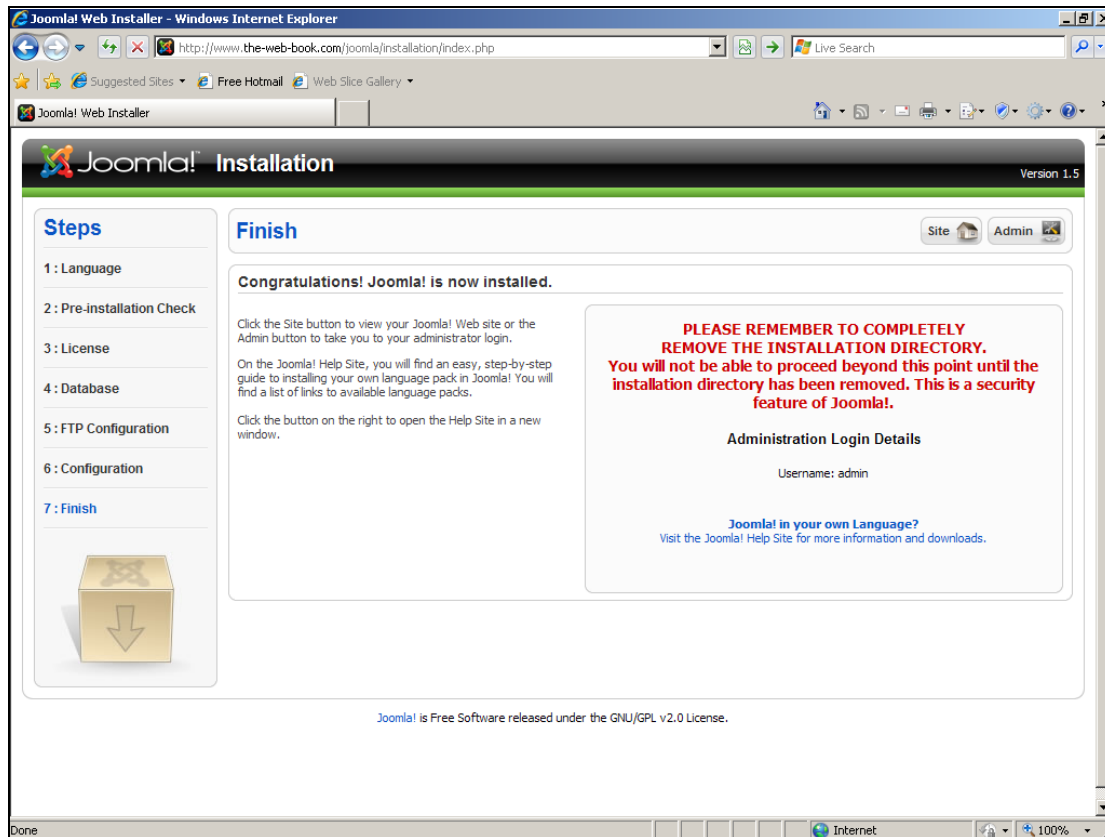 Joomla! Web Installer - Windows Internet Explorer
http://www.the-web-book.com/joomla/installation/index.php
Live Search
Suggested Sites
Free Hotmail
Web Slice Gallery
Joomla! Web Installer
Joomla!™ Installation
Version 1.5
Steps
1 : Language
2 : Pre-installation Check
3 : License
4 : Database
5 : FTP Configuration
6 : Configuration
7 : Finish
Finish
Site
Admin
Congratulations! Joomla! is now installed.
Click the Site button to view your Joomla! Web site or the
Admin button to take you to your administrator login.
On the Joomla! Help Site, you will find an easy, step-by-step
guide to installing your own language pack in Joomla! You will
find a list of links to available language packs.
Click the button on the right to open the Help Site in a new
window.
PLEASE REMEMBER TO COMPLETELY
REMOVE THE INSTALLATION DIRECTORY.
You will not be able to proceed beyond this point until the
installation directory has been removed. This is a security
feature of Joomla!.
Administration Login Details
Username: admin
Joomla! in your own Language?
Visit the Joomla! Help Site for more information and downloads.
Joomla! is Free Software released under the GNU/GPL v2.0 License.
Done
Internet
100%